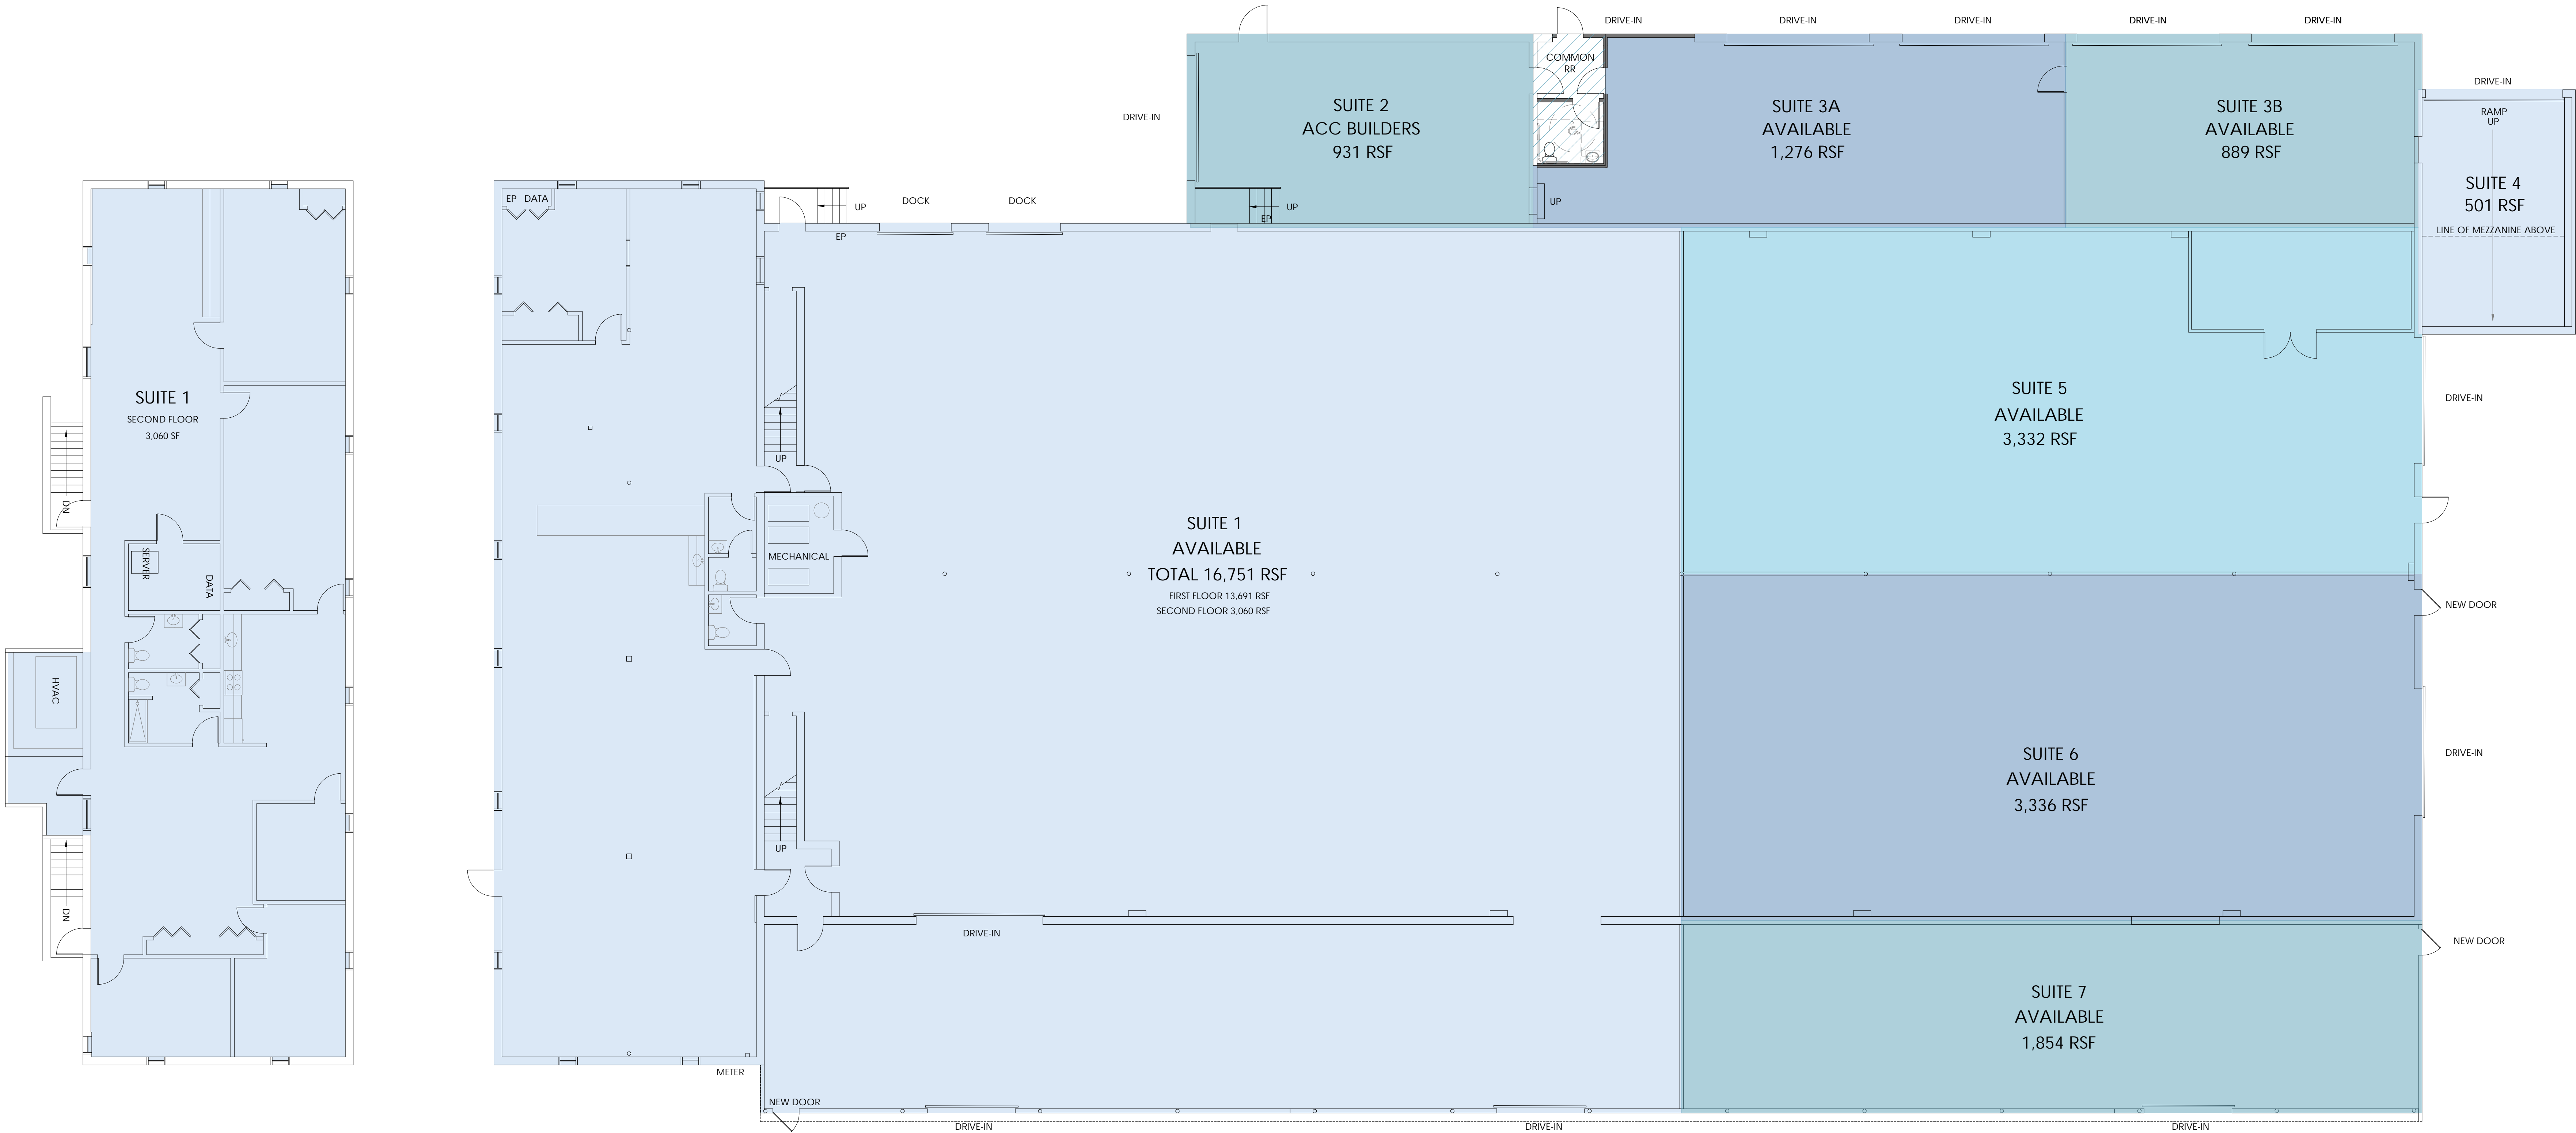 DRIVE-IN
DRIVE-IN
DRIVE-IN
DRIVE-IN
DRIVE-IN
COMMON
RR
DRIVE-IN
DRIVE-IN
SUITE 2
ACC BUILDERS
931 RSF
SUITE 3A
AVAILABLE
1,276 RSF
SUITE 3B
AVAILABLE
889 RSF
RAMP
UP
SUITE 4
501 RSF
LINE OF MEZZANINE ABOVE
EP DATA
UP
DOCK
DOCK
EP
UP
EP
UP
SUITE 1
SECOND FLOOR
3,060 SF
DN
SERVER
DATA
HVAC
DN
UP
MECHANICAL
UP
SUITE 1
AVAILABLE
TOTAL 16,751 RSF
FIRST FLOOR 13,691 RSF
SECOND FLOOR 3,060 RSF
SUITE 5
AVAILABLE
3,332 RSF
DRIVE-IN
NEW DOOR
SUITE 6
AVAILABLE
3,336 RSF
DRIVE-IN
DRIVE-IN
NEW DOOR
SUITE 7
AVAILABLE
1,854 RSF
METER
NEW DOOR
DRIVE-IN
DRIVE-IN
DRIVE-IN